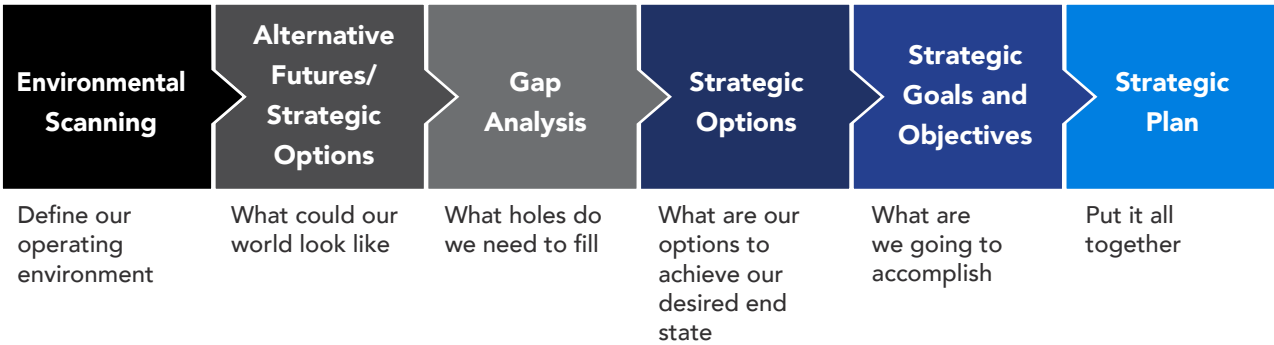 Environmental
Scanning
Alternative
Futures/
Strategic
Options
Gap
Analysis
Strategic
Options
Strategic
Goals and
Objectives
Strategic
Plan
Define our
operating
environment
What could our
world look like
What holes do
we need to fill
What are our
options to
achieve our
desired end
state
What are
we going to
accomplish
Put it all
together